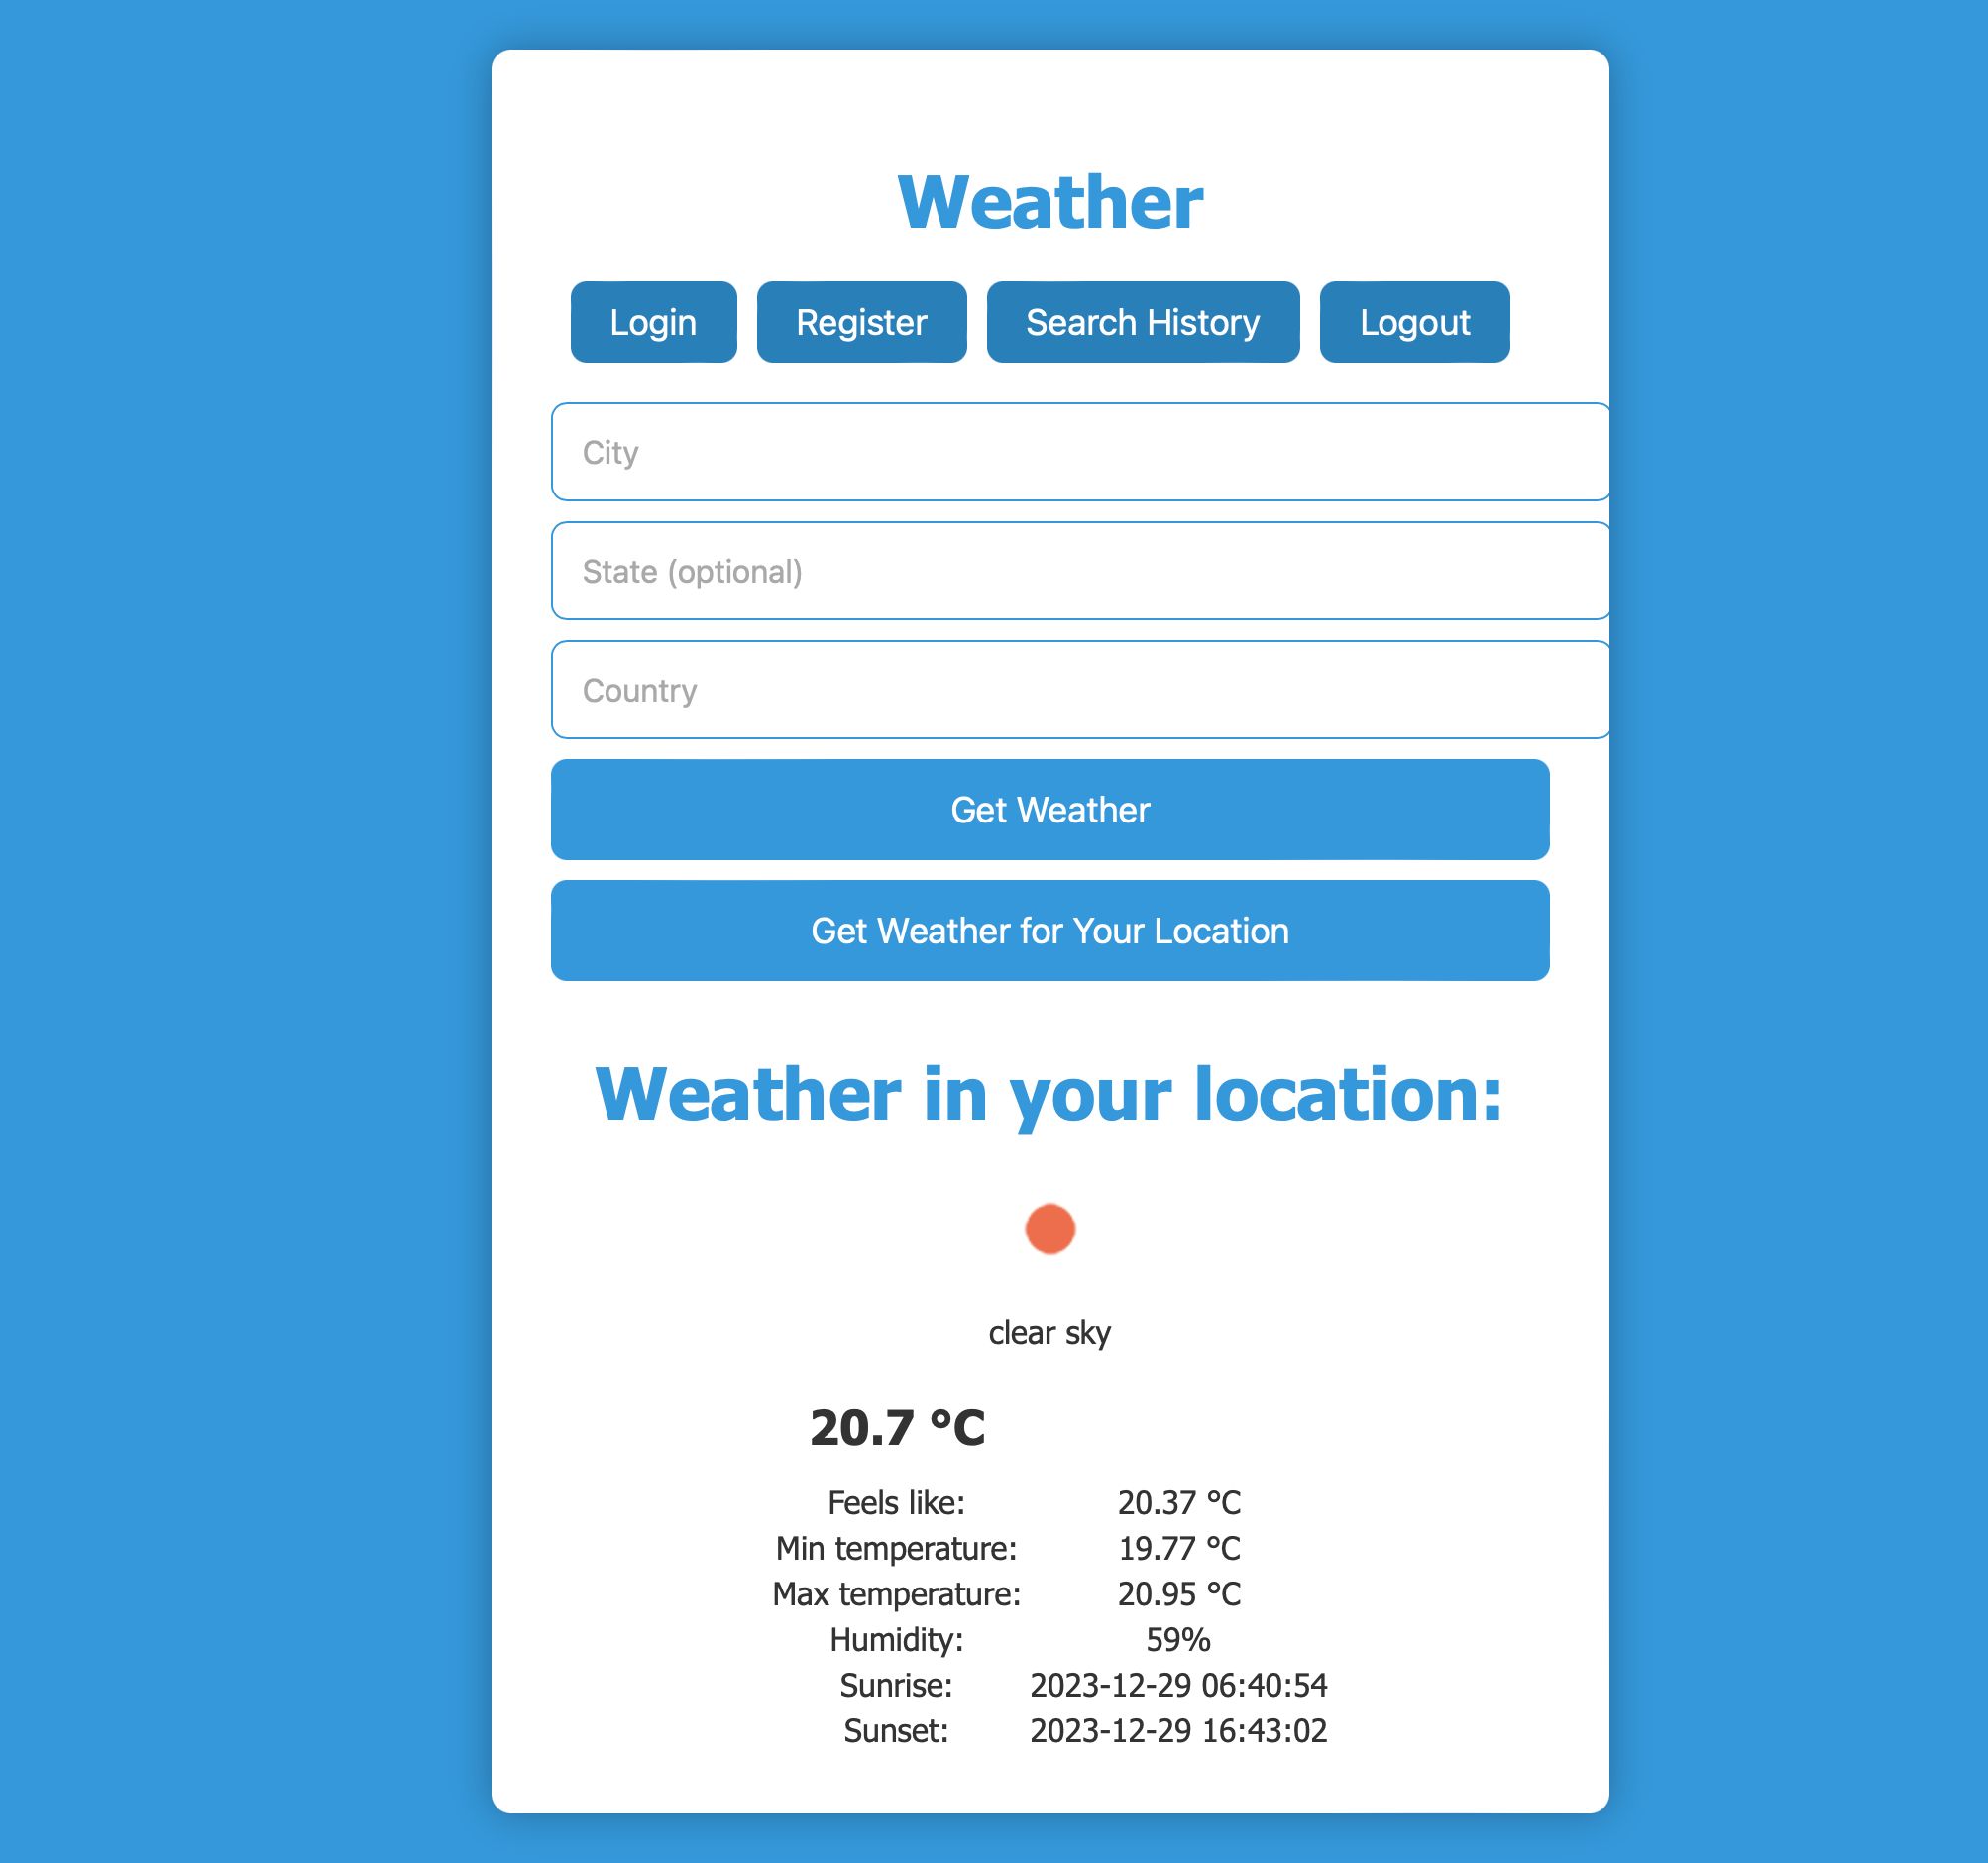 Weather
Login Register Search History Logout
City
State (optional)
Country
Get Weather
Get Weather for Your Location
Weather in your location:
clear sky
20.7 °C
Feels like: 20.37 °C
Min temperature: 19.77 °C
Max temperature: 20.95 °C
Humidity: 59%
Sunrise: 2023-12-29 06:40:54
Sunset: 2023-12-29 16:43:02